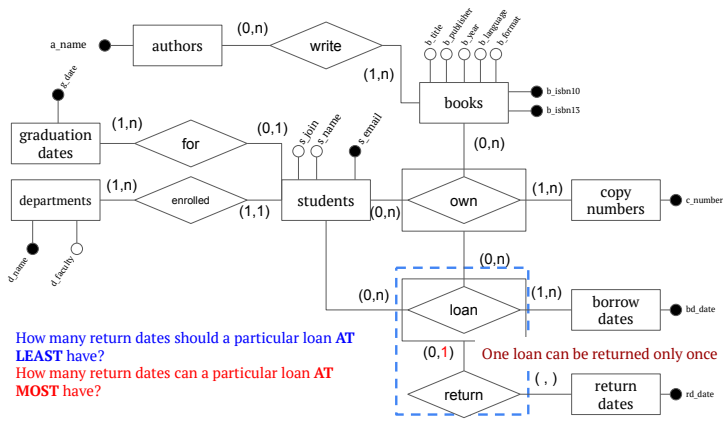 a_name
authors
(0,n)
write
(1,n)
b_title
b_publisher
b_year
b_language
b_format
books
b_isbn10
b_isbn13
(0,n)
g_date
graduation
dates
(1,n)
for
(0,1)
s_join
s_name
s_email
departments
(1,n)
enrolled
(1,1)
students
(0,n)
own
(1,n)
copy
numbers
c_number
d_name
d_faculty
(0,n)
(0,n)
loan
(1,n)
borrow
dates
bd_date
How many return dates should a particular loan AT
LEAST have?
How many return dates can a particular loan AT
MOST have?
(0,1)
One loan can be returned only once
return
( , )
return
dates
rd_date